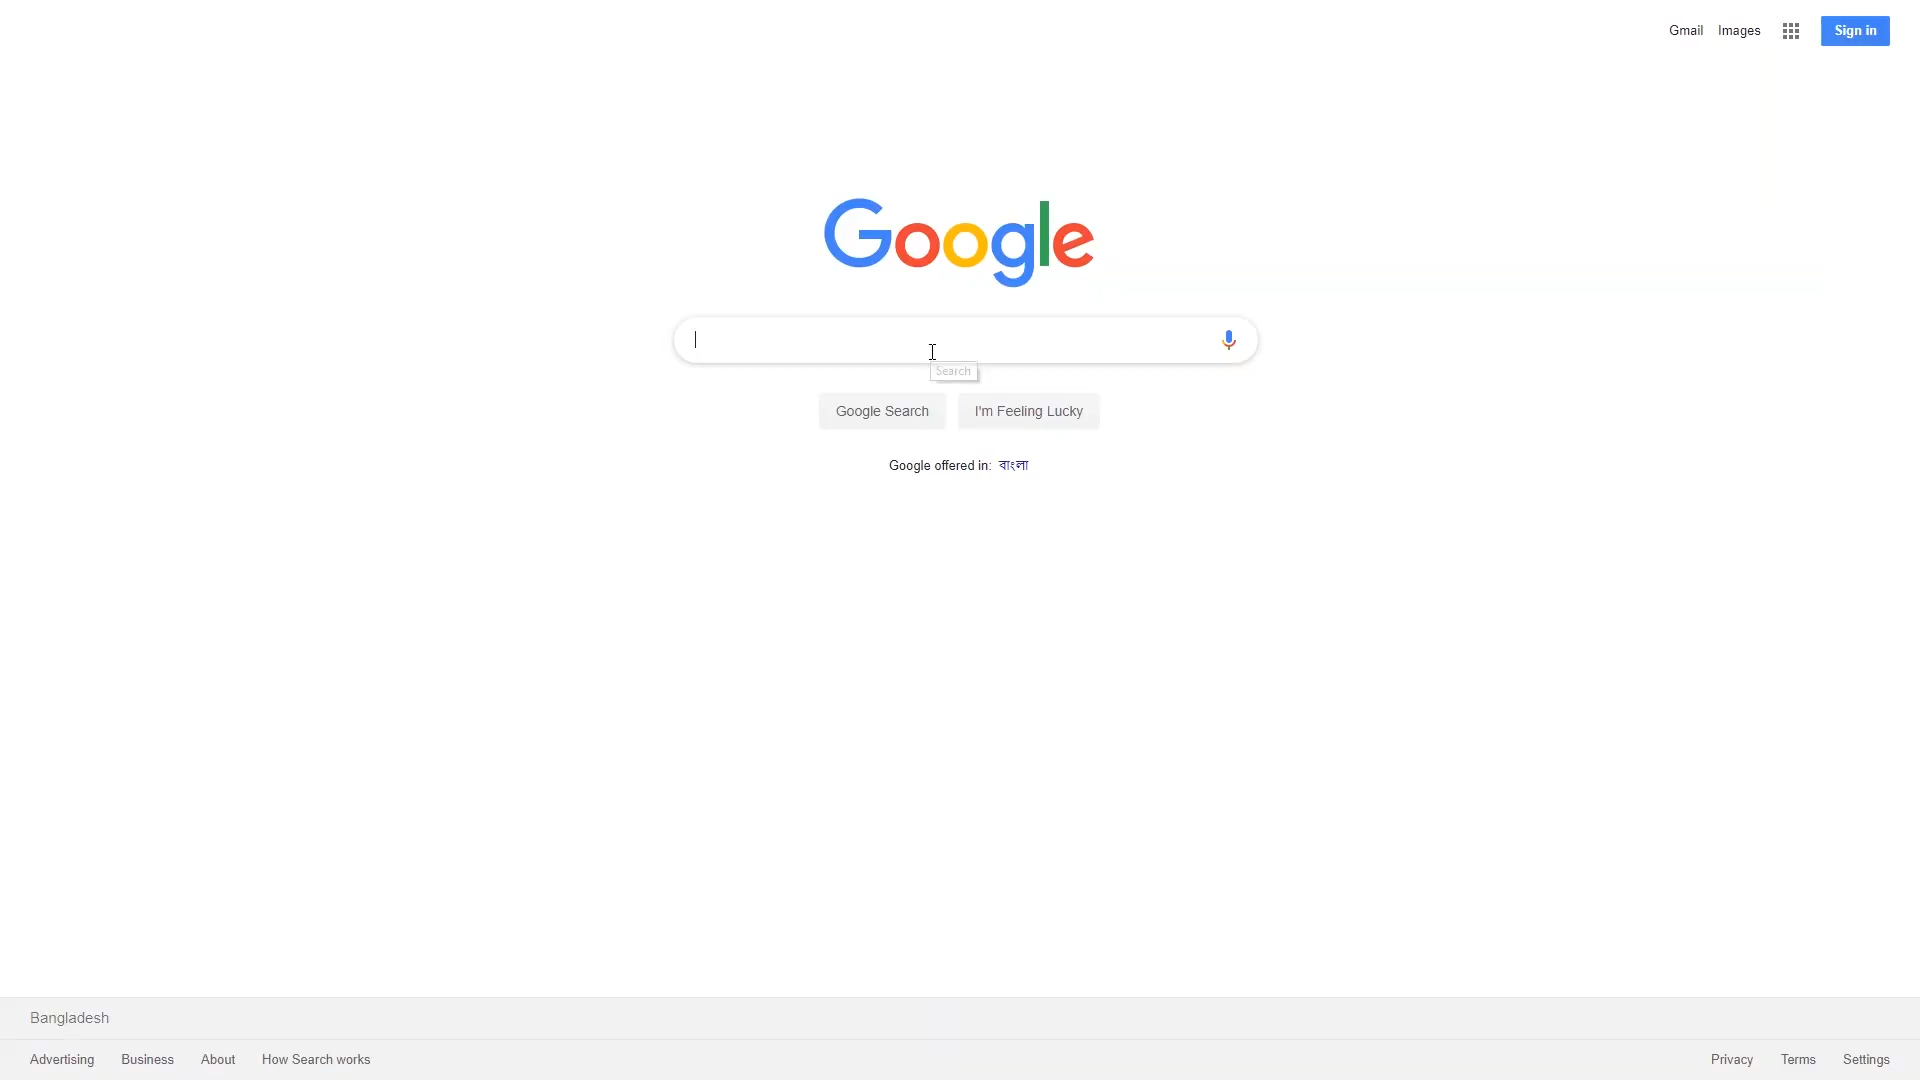 Gmail Images Sign in
Google
Search
Google Search I'm Feeling Lucky
Google offered in: বাংলা
Bangladesh
Advertising Business About How Search works Privacy Terms Settings